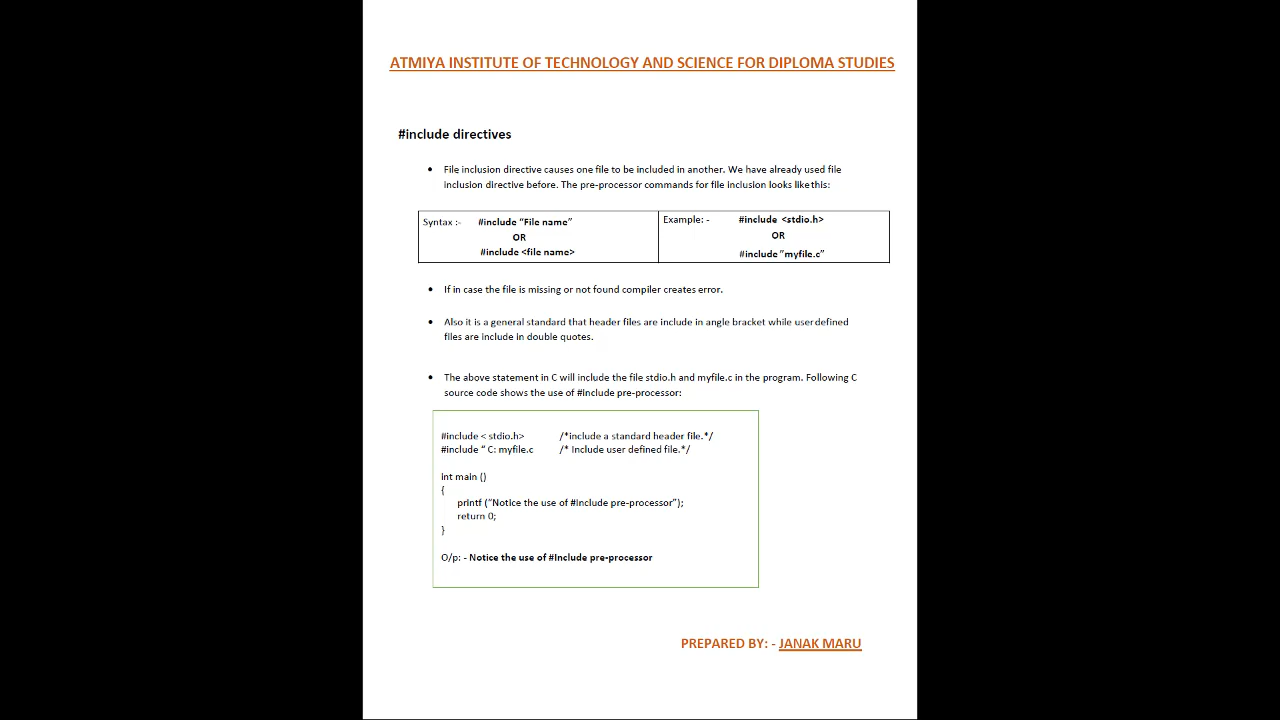 ATMIYA INSTITUTE OF TECHNOLOGY AND SCIENCE FOR DIPLOMA STUDIES
#include directives
• File inclusion directive causes one file to be included in another. We have already used file
inclusion directive before. The pre-processor commands for file inclusion looks like this:
Syntax :- #include “File name”
OR
#include <file name>
Example: - #include <stdio.h>
OR
#include ”myfile.c”
• If in case the file is missing or not found compiler creates error.
• Also it is a general standard that header files are include in angle bracket while user defined
files are include in double quotes.
• The above statement in C will include the file stdio.h and myfile.c in the program. Following C
source code shows the use of #include pre-processor:
#include < stdio.h> /*include a standard header file.*/
#include “ C: myfile.c /* Include user defined file.*/
int main ()
{
printf (“Notice the use of #include pre-processor”);
return 0;
}
O/p: - Notice the use of #Include pre-processor
PREPARED BY: - JANAK MARU